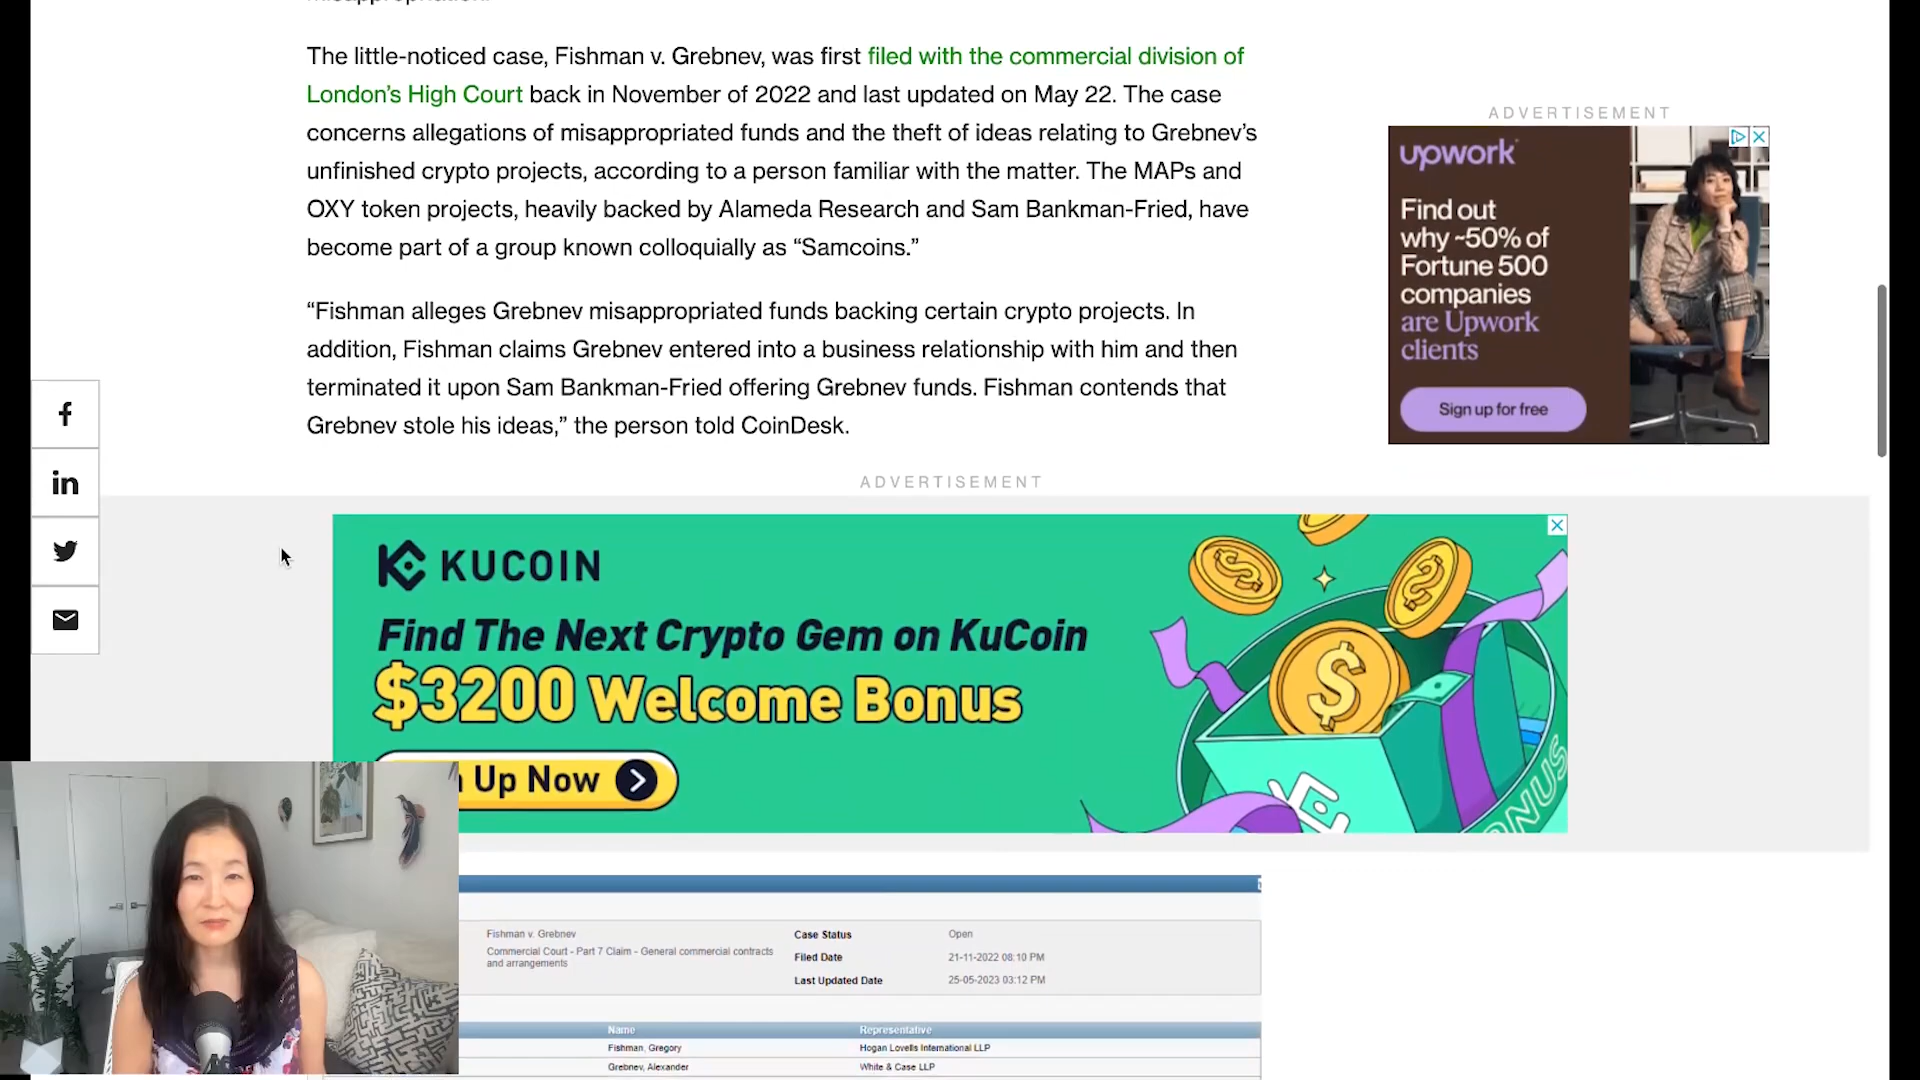 The little-noticed case, Fishman v. Grebnev, was first filed with the commercial division of
London's High Court back in November of 2022 and last updated on May 22. The case
concerns allegations of misappropriated funds and the theft of ideas relating to Grebnev's
unfinished crypto projects, according to a person familiar with the matter. The MAPs and
OXY token projects, heavily backed by Alameda Research and Sam Bankman-Fried, have
become part of a group known colloquially as “Samcoins.”
“Fishman alleges Grebnev misappropriated funds backing certain crypto projects. In
addition, Fishman claims Grebnev entered into a business relationship with him and then
terminated it upon Sam Bankman-Fried offering Grebnev funds. Fishman contends that
Grebnev stole his ideas,” the person told CoinDesk.
ADVERTISEMENT
upwork
Find out
why ~50% of
Fortune 500
companies
are Upwork
clients
Sign up for free
f
in
ADVERTISEMENT
KUCOIN
Find The Next Crypto Gem on KuCoin
$3200 Welcome Bonus
Up Now
BONUS
Fishman v. Grebnev
Commercial Court - Part 7 Claim - General commercial contracts
and arrangements
Case Status Open
Filed Date 21-11-2022 08:10 PM
Last Updated Date 25-05-2023 03:12 PM
Name Representative
Fishman, Gregory Hogan Lovells International LLP
Grebnev, Alexander White & Case LLP